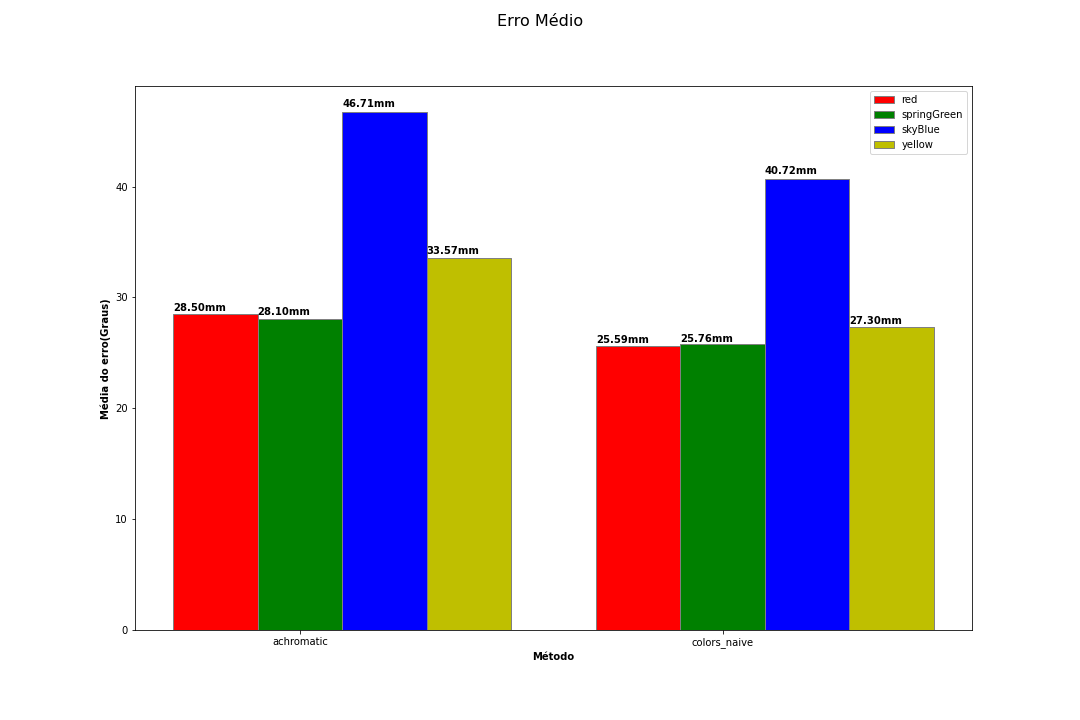 Erro Médio
red
springGreen
skyBlue
yellow
46.71mm
40.72mm
33.57mm
28.50mm
28.10mm
27.30mm
25.59mm
25.76mm
Média do erro(Graus)
40
30
20
10
0
achromatic
colors_naive
Método